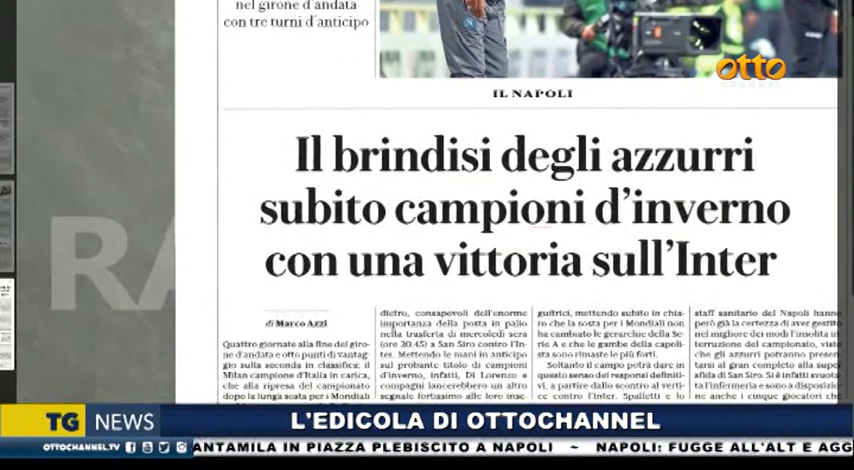 nel girone d'andata
con tre turni d'anticipo
otto
CHANNEL
IL NAPOLI
Il brindisi degli azzurri
subito campioni d'inverno
con una vittoria sull'Inter
di Marco Azzi
Quattro giornate alla fine del giro-
ne d'andata e otto punti di vantag-
gio sulla seconda in classifica: il
Milan campione d'Italia in carica,
che alla ripresa del campionato
dopo la lunga sosta per i Mondiali
dietro, consapevoli dell'enorme
importanza della posta in palio
nella trasferta di mercoledì sera
(ore 20.45) a San Siro contro l'In-
ter. Mettendo le mani in anticipo
sul probante titolo di campioni
d'inverno, infatti, Di Lorenzo e
compagni lancerebbero un altro
segnale fortissimo alle loro inse-
guitrici, mettendo subito in chia-
ro che la sosta per i Mondiali non
ha cambiato le gerarchie della Se-
rie A e che le gambe della capoli-
sta sono rimaste le più forti.
Soltanto il campo potrà dare in
questo senso dei responsi definiti-
vi, a partire dallo scontro al verti-
ce contro l'Inter. Spalletti e lo
staff sanitario del Napoli hanno
però già la certezza di aver gestito
nel migliore dei modi l'insolita in-
terruzione del campionato, visto
che gli azzurri potranno presen-
tarsi al gran completo alla super
sfida di San Siro. Si è infatti svuota-
ta l'infermeria e sono a disposizio-
ne anche i cinque giocatori che
RA
TG NEWS
L'EDICOLA DI OTTOCHANNEL
OTTOCHANNEL.TV
ANTAMILA IN PIAZZA PLEBISCITO A NAPOLI ~ NAPOLI: FUGGE ALL'ALT E AGG